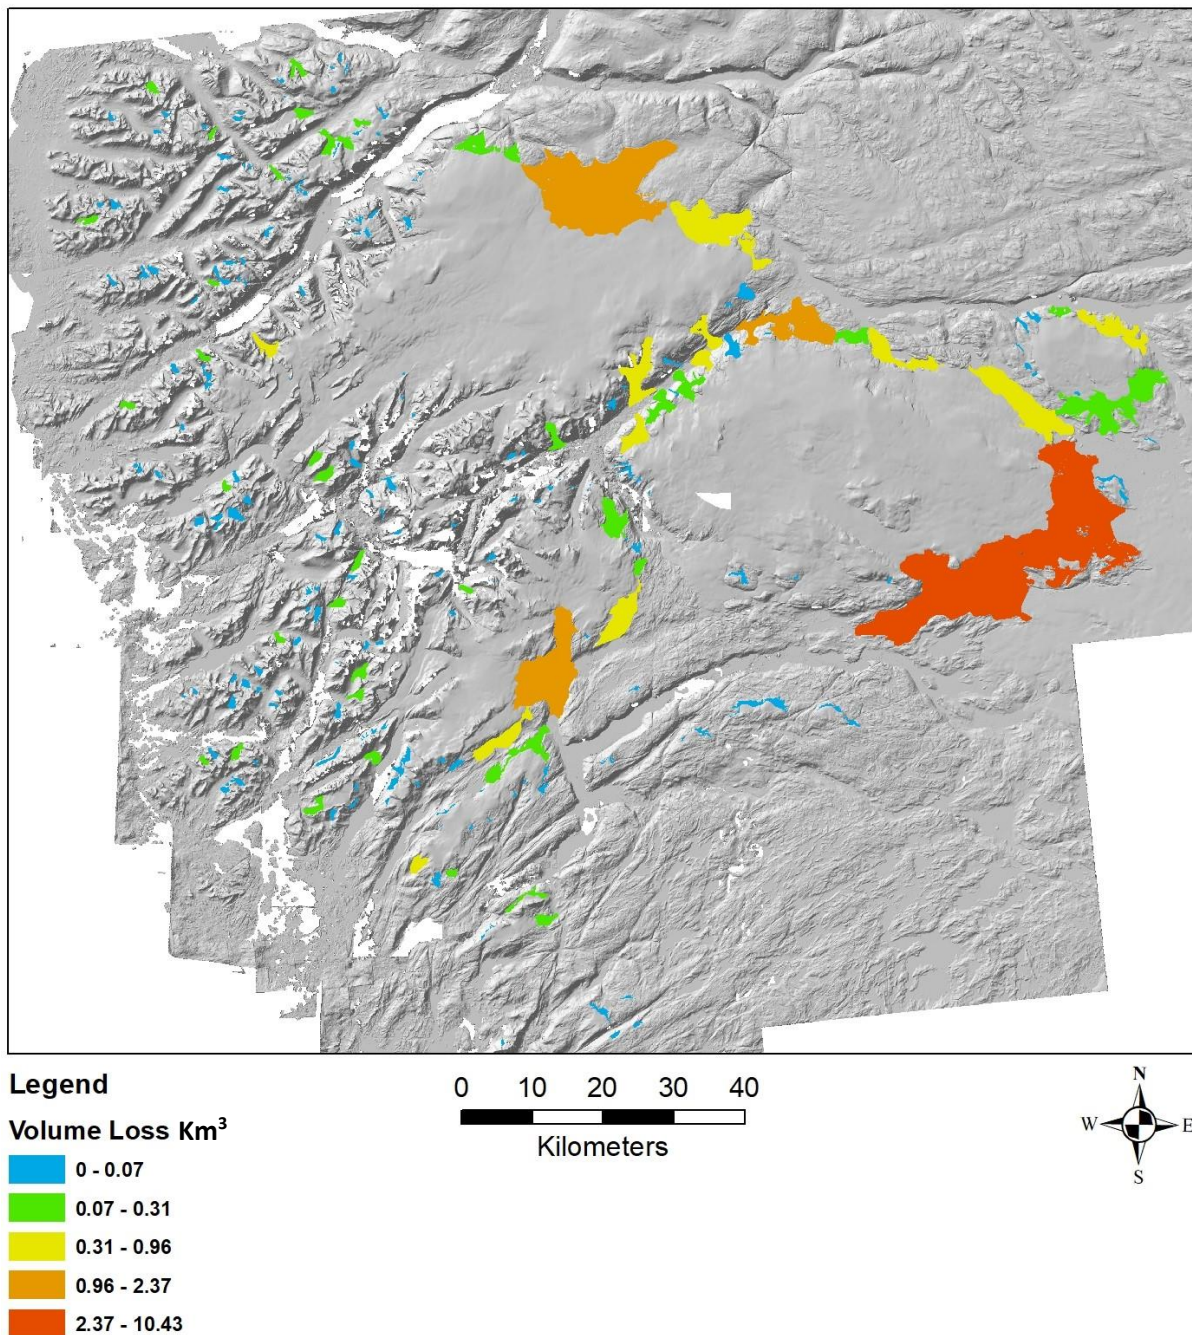 Legend
Volume Loss Km³
0 - 0.07
0.07 - 0.31
0.31 - 0.96
0.96 - 2.37
2.37 - 10.43
0 10 20 30 40
Kilometers
N
W E
S